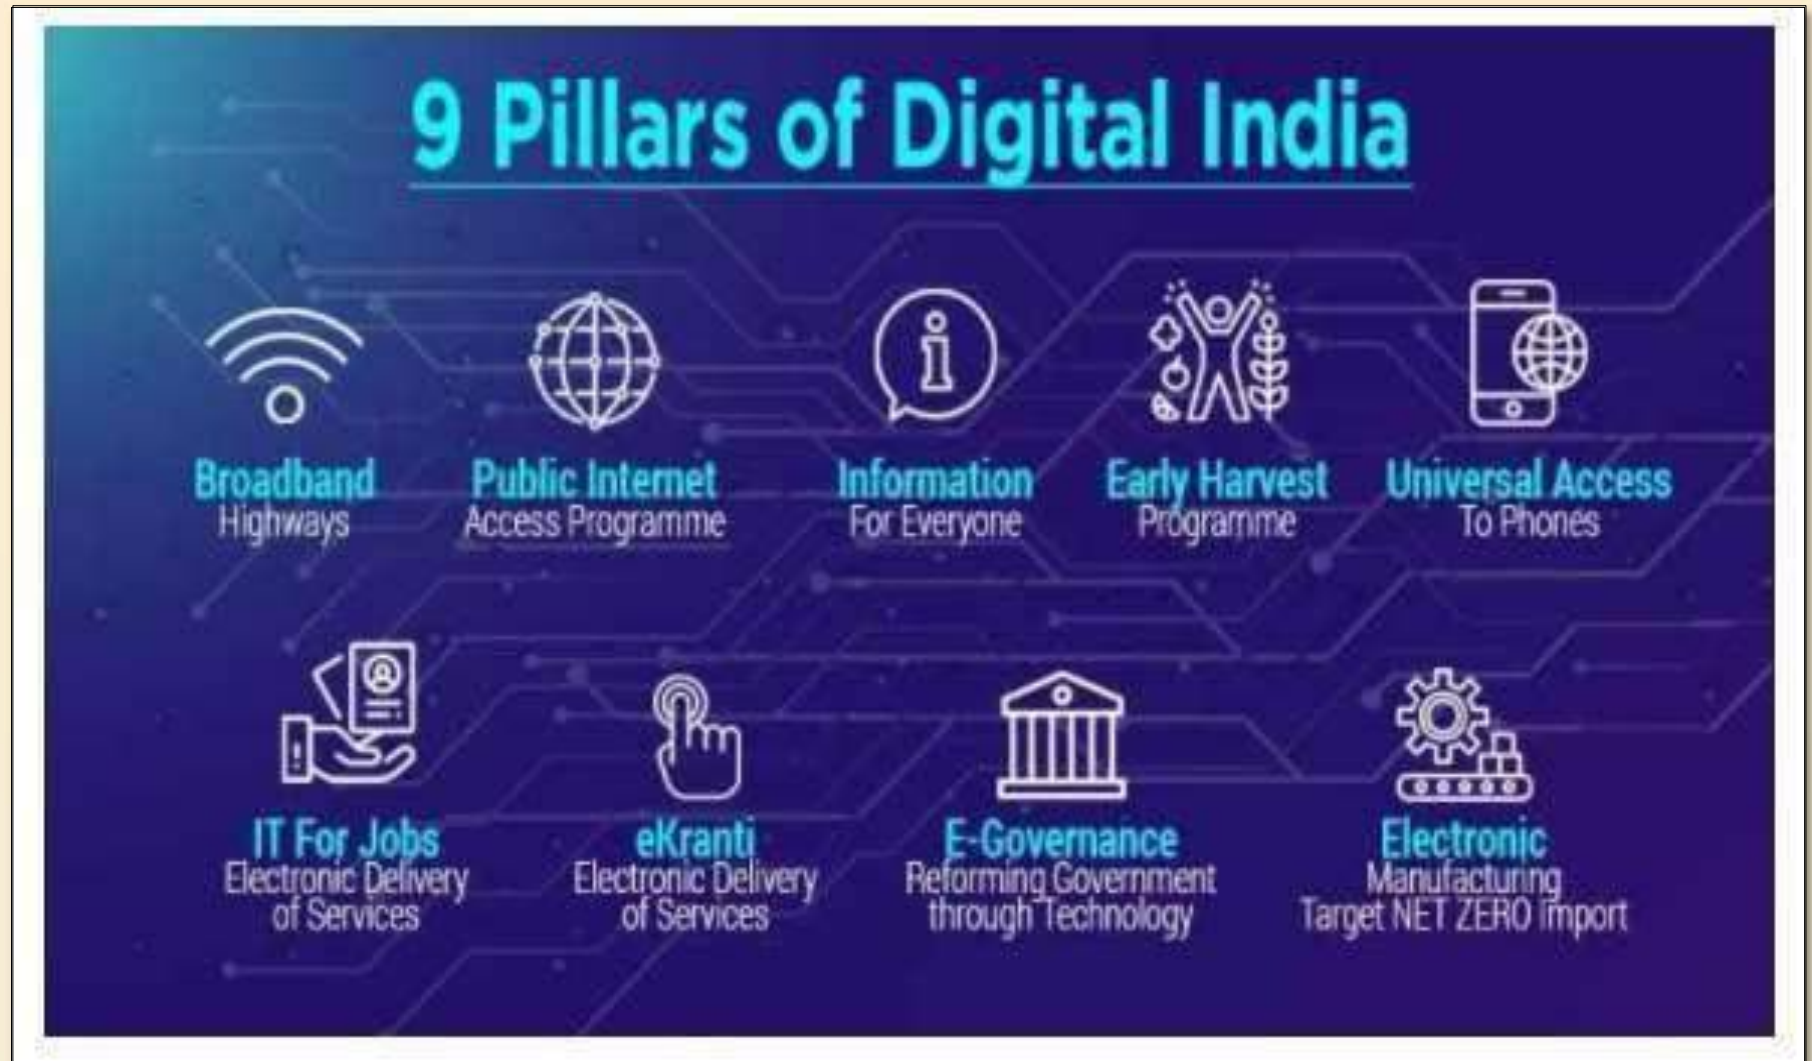 9 Pillars of Digital India
Broadband
Highways
Public Internet
Access Programme
Information
For Everyone
Early Harvest
Programme
Universal Access
To Phones
IT For Jobs
Electronic Delivery
of Services
eKranti
Electronic Delivery
of Services
E-Governance
Reforming Government
through Technology
Electronic
Manufacturing
Target NET ZERO Import